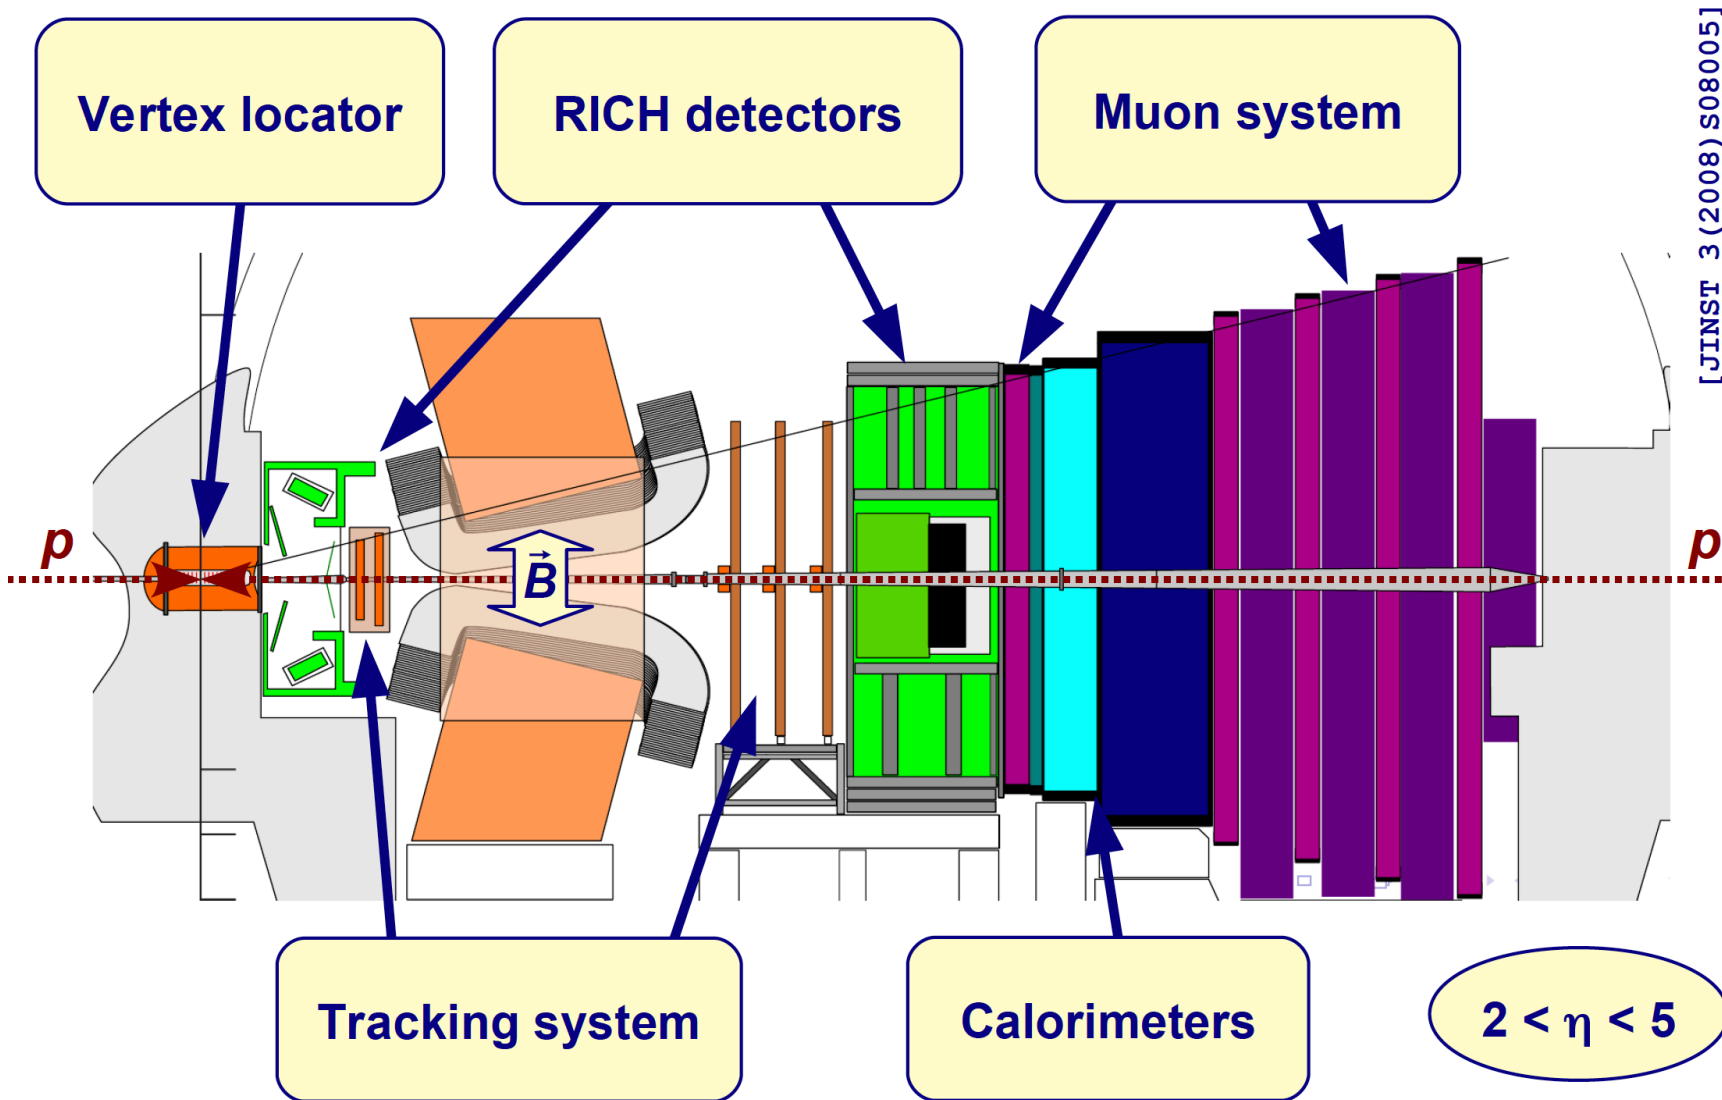 Vertex locator
RICH detectors
Muon system
[JINST 3(2008)S08005]
p
p
B
Tracking system
Calorimeters
2 < η < 5